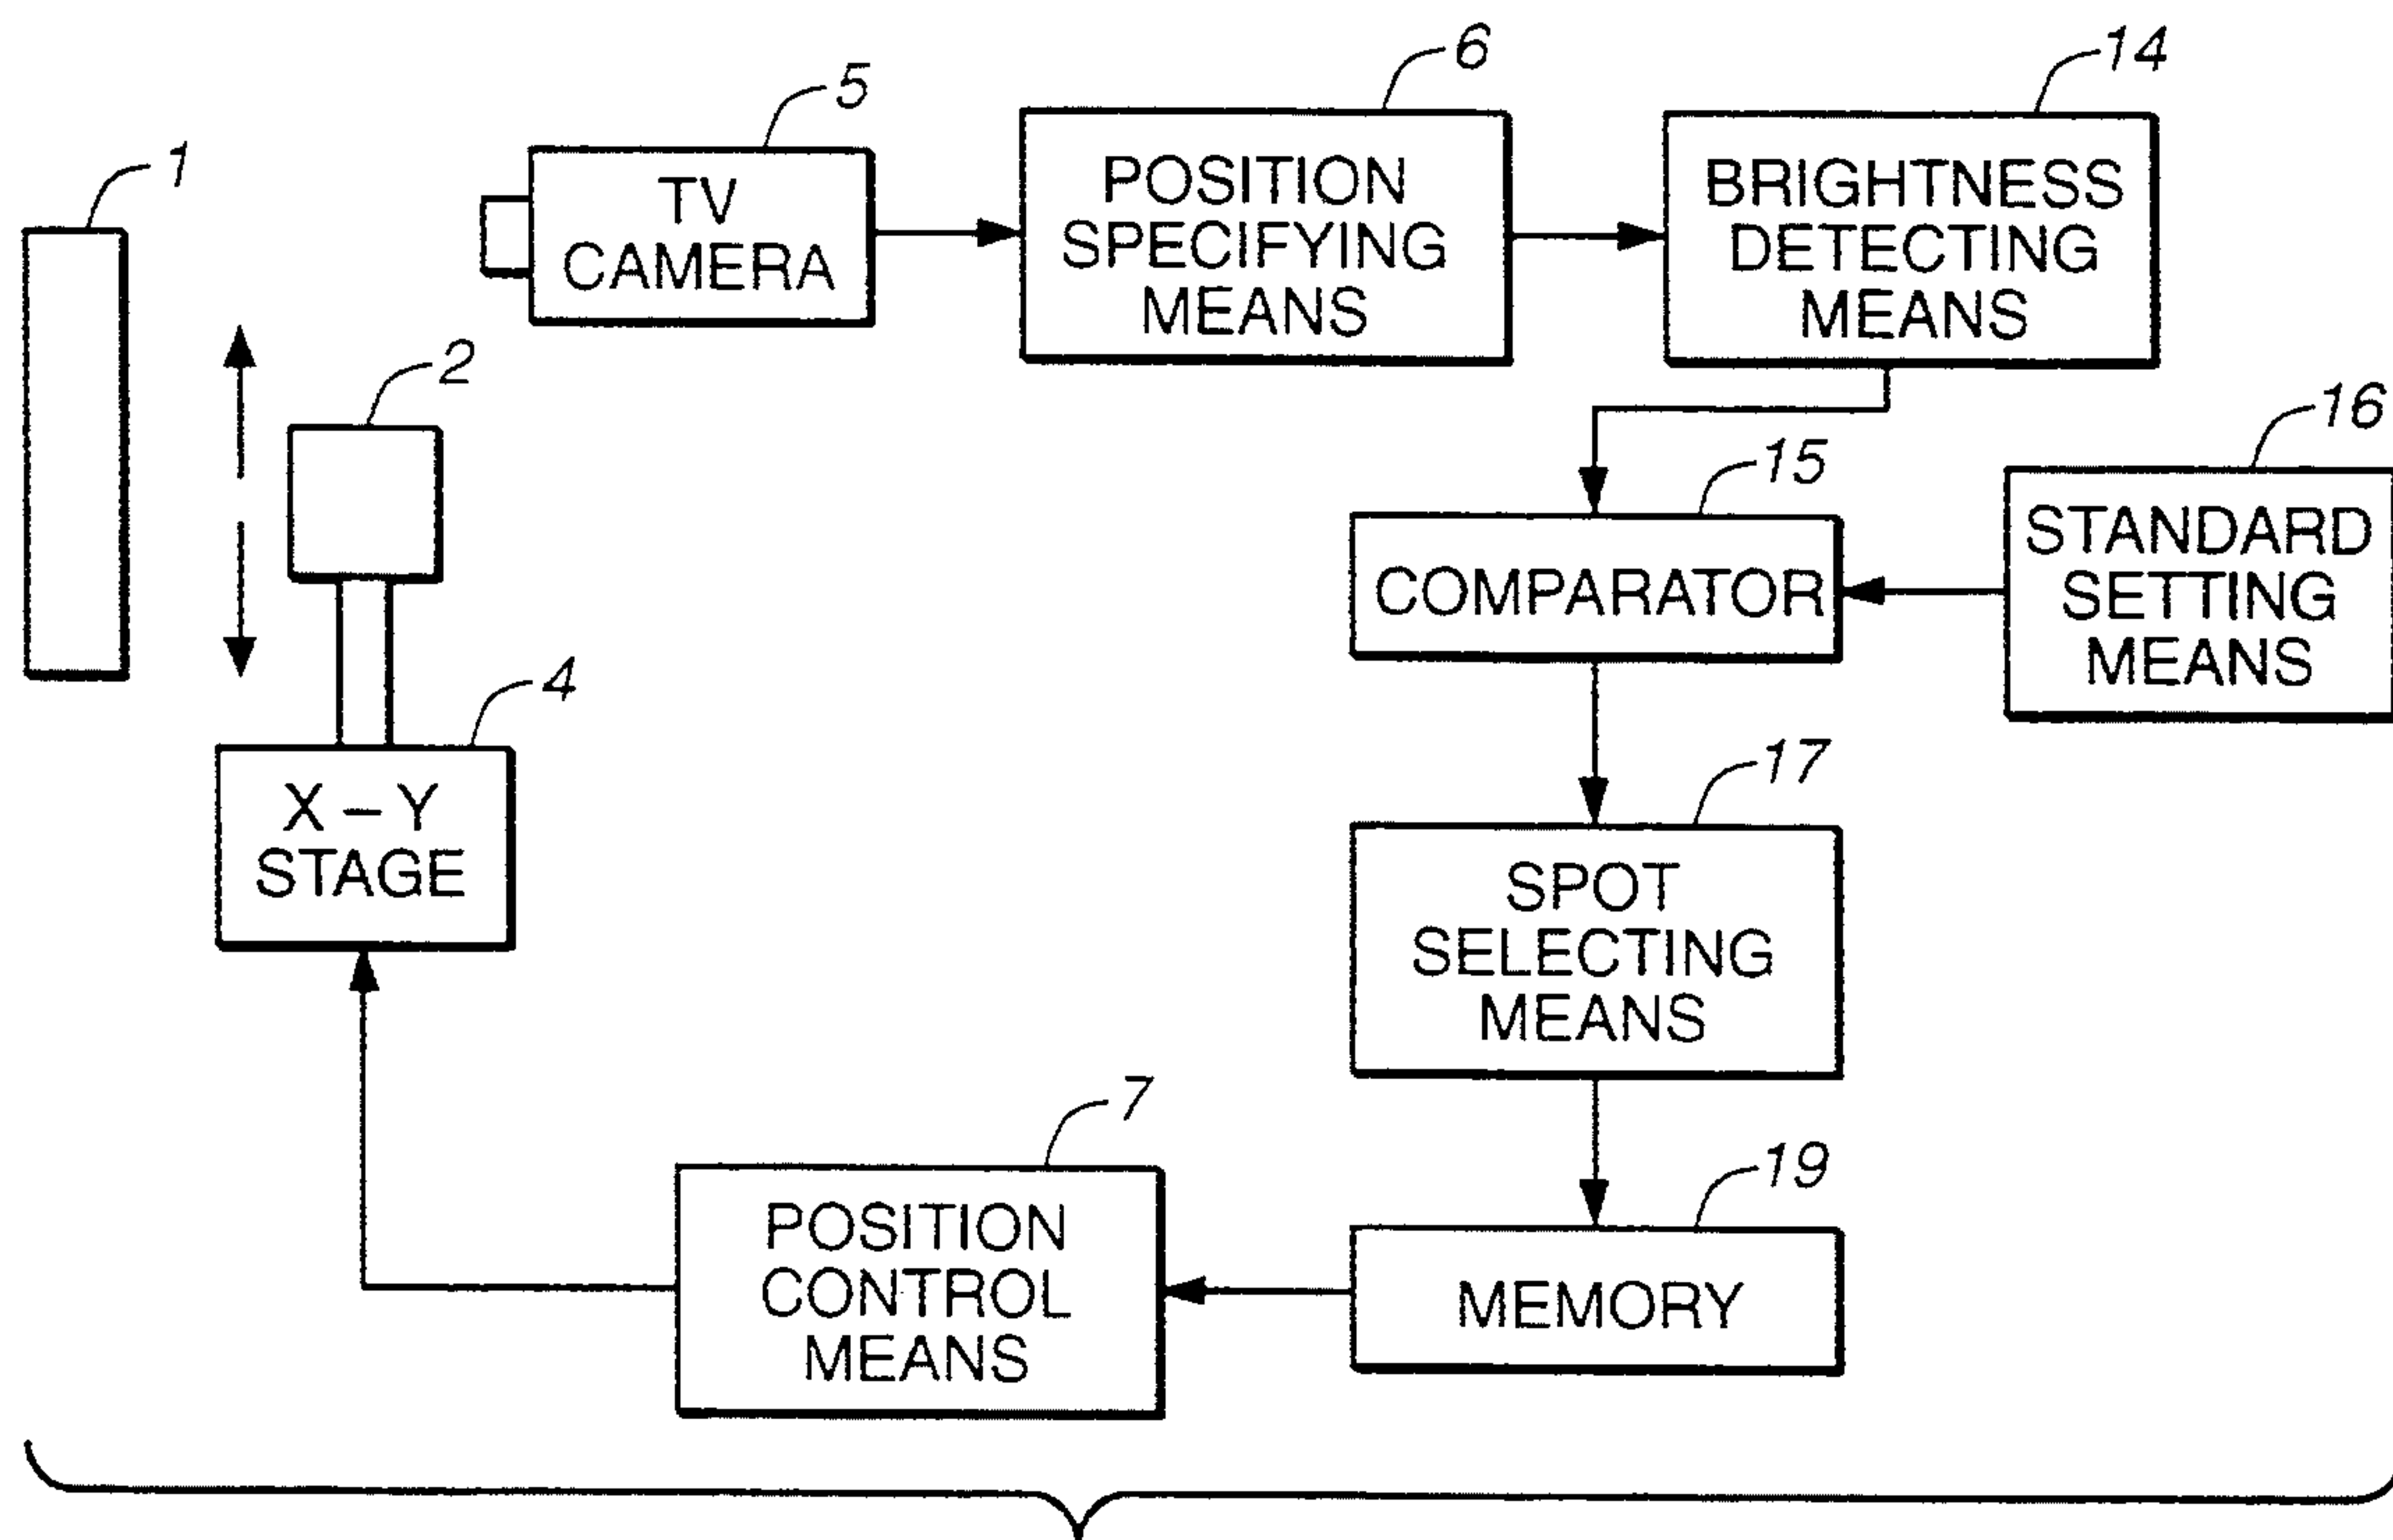 1
5
TV
CAMERA
6
POSITION
SPECIFYING
MEANS
14
BRIGHTNESS
DETECTING
MEANS
2
15
COMPARATOR
16
STANDARD
SETTING
MEANS
4
X – Y
STAGE
17
SPOT
SELECTING
MEANS
7
POSITION
CONTROL
MEANS
19
MEMORY